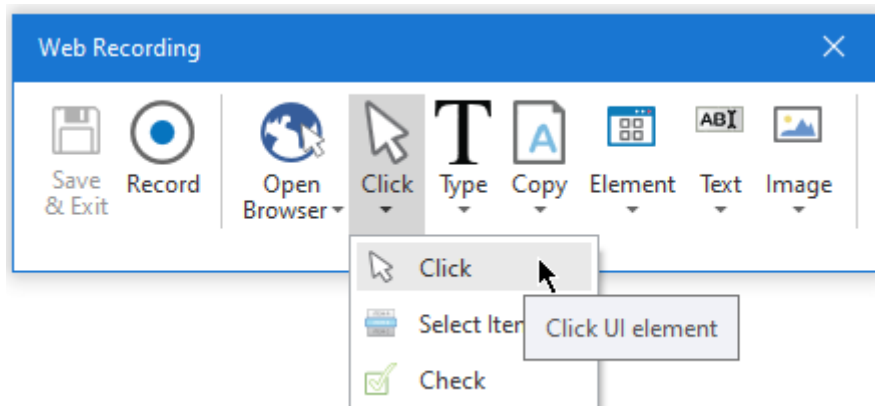 Web Recording
Save
& Exit
Record
Open
Browser
Click
Type
Copy
Element
Text
Image
A
ABI
Click
Select Iter
Click UI element
Check